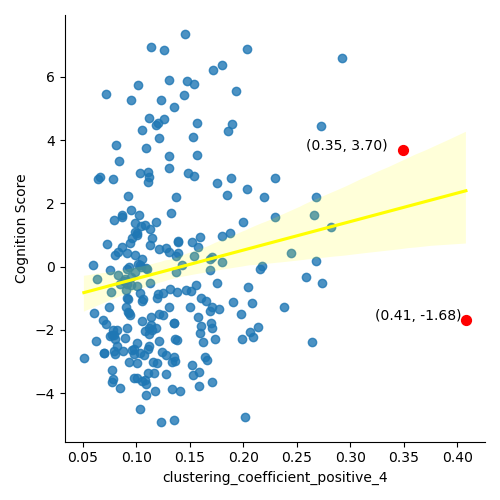 6
4
2
0
−2
−4
Cognition Score
(0.35, 3.70)
(0.41, -1.68)
0.05 0.10 0.15 0.20 0.25 0.30 0.35 0.40
clustering_coefficient_positive_4